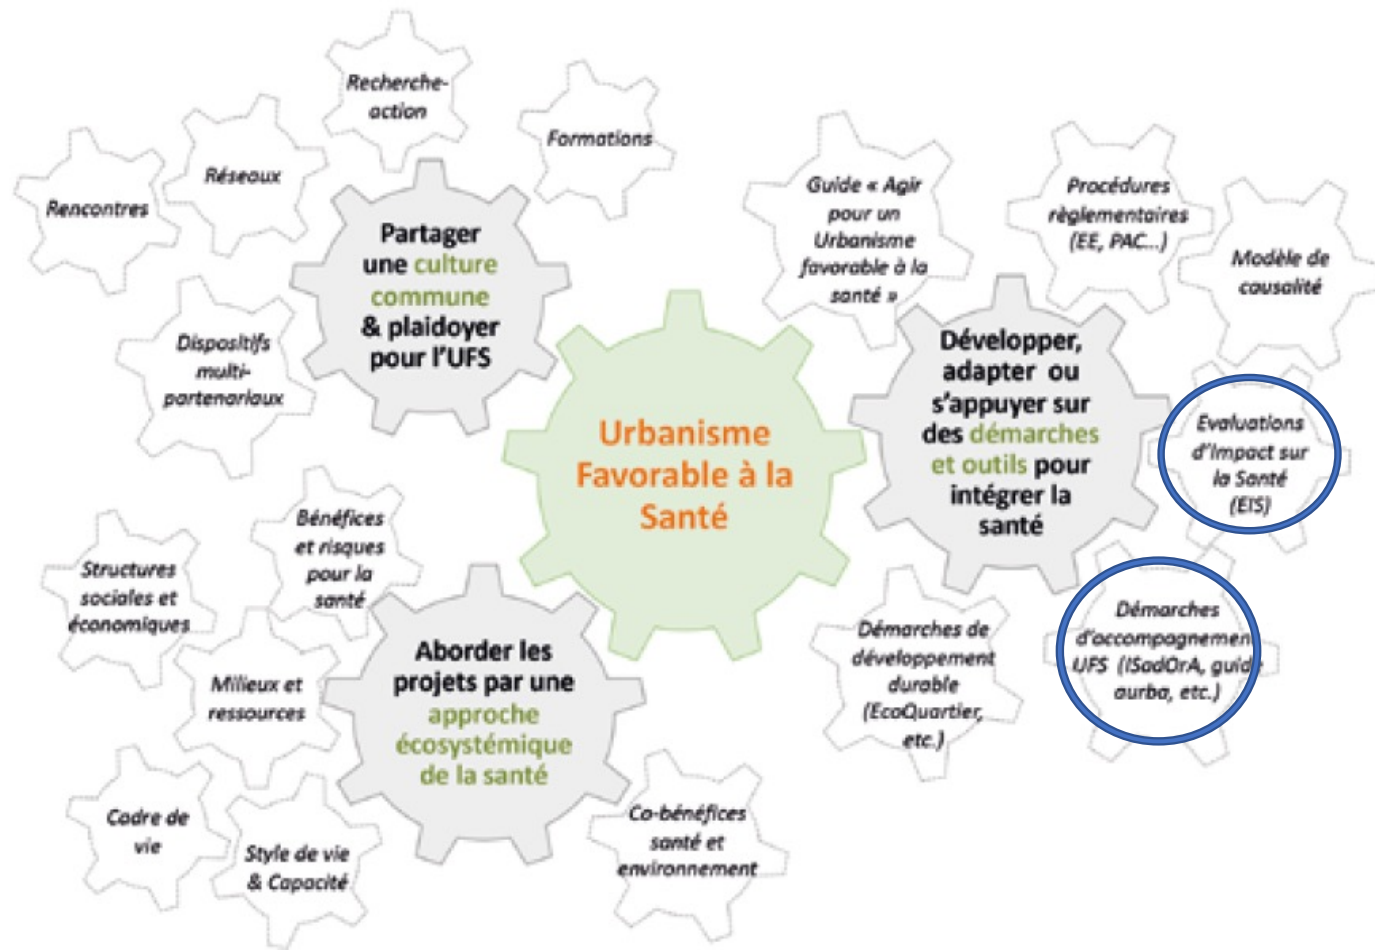 Recherche-
action
Formations
Réseaux
Rencontres
Partager
une culture
commune
& plaidoyer
pour l'UFS
Dispositifs
multi-
partenariaux
Guide « Agir
pour un
Urbanisme
favorable à la
santé »
Procédures
règlementaires
(EE, PAC...)
Modèle de
causalité
Développer,
adapter ou
s'appuyer sur
des démarches
et outils pour
intégrer la
santé
Evaluations
d'Impact sur
la Santé
(EIS)
Démarches
d'accompagnemen
UFS (ISadOrA, guide
aurba, etc.)
Démarches de
développement
durable
(EcoQuartier,
etc.)
Urbanisme
Favorable à la
Santé
Bénéfices
et risques
pour la
santé
Structures
sociales et
économiques
Milieux et
ressources
Aborder les
projets par une
approche
écosystémique
de la santé
Cadre de
vie
Style de vie
& Capacité
Co-bénéfices
santé et
environnement